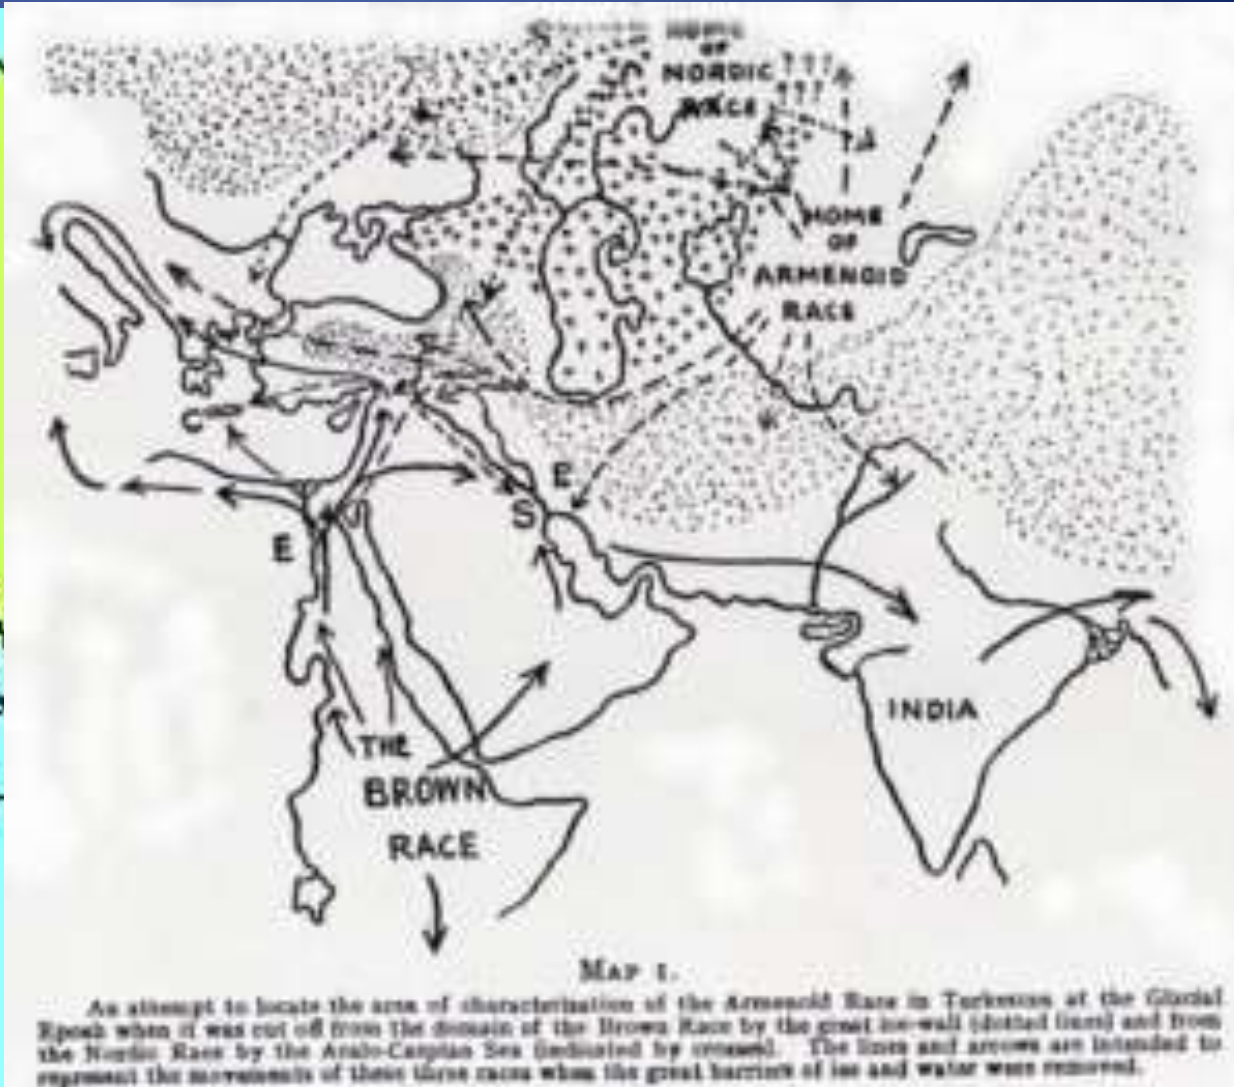 HOME
OF
NORDIC ???
???
RACE
HOME
OF
ARMENOID
RACE
E
S
E
INDIA
THE
BROWN
RACE
MAP 1.
An attempt to locate the area of characterization of the Armenoid Race in Turkestan at the Glacial
Epoch when it was cut off from the domain of the Brown Race by the great ice-wall (dotted lines) and from
the Nordic Race by the Aralo-Caspian Sea (indicated by crosses). The lines and arrows are intended to
represent the movements of these three races when the great barriers of ice and water were removed.